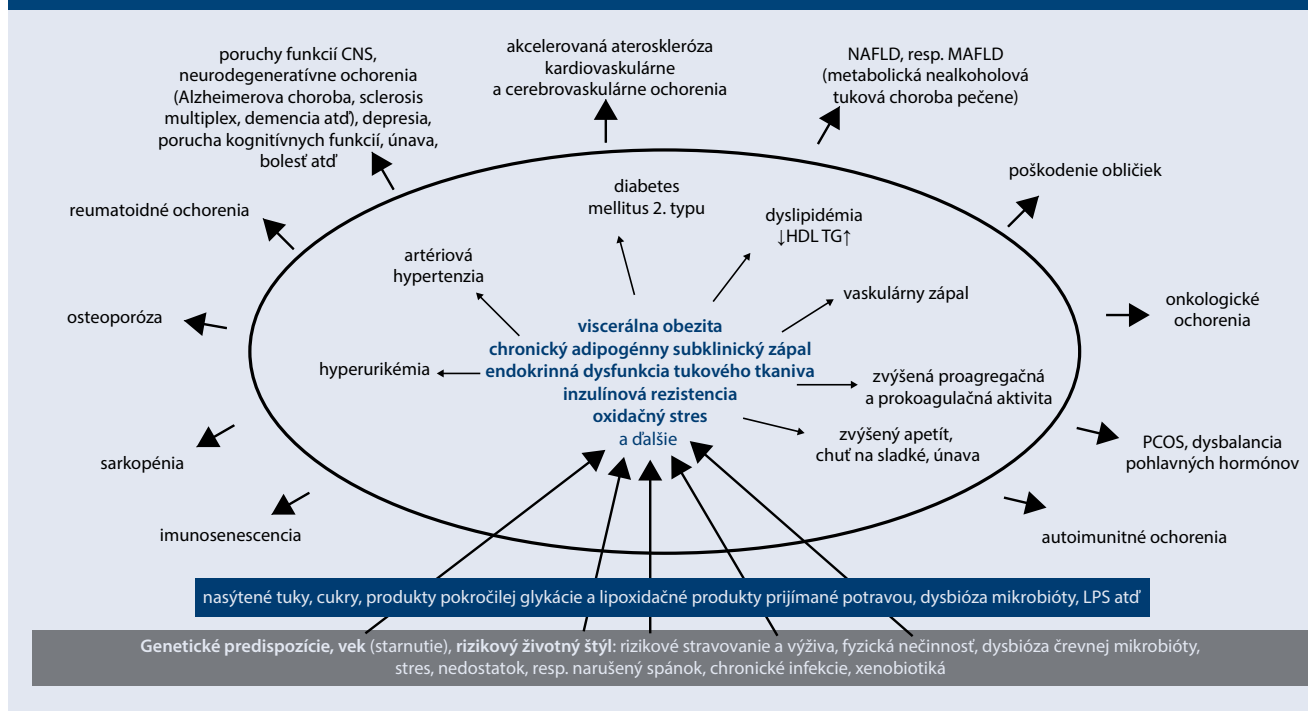 poruchy funkcií CNS,
neurodegeneratívne ochorenia
(Alzheimerova choroba, sclerosis
multiplex, demencia atď), depresia,
porucha kognitívnych funkcií, únava,
bolesť atď
akcelerovaná ateroskleróza
kardiovaskulárne
a cerebrovaskulárne ochorenia
NAFLD, resp. MAFLD
(metabolická nealkoholová
tuková choroba pečene)
poškodenie obličiek
reumatoidné ochorenia
diabetes
mellitus 2. typu
dyslipidémia
↓HDL TG↑
artériová
hypertenzia
vaskulárny zápal
onkologické
ochorenia
osteoporóza
viscerálna obezita
chronický adipogénny subklinický zápal
endokrinná dysfunkcia tukového tkaniva
inzulínová rezistencia
oxidačný stres
a ďalšie
hyperurikémia
zvýšená proagregačná
a prokoagulačná aktivita
zvýšený apetít,
chuť na sladké, únava
PCOS, dysbalancia
pohlavných hormónov
sarkopénia
imunosenescencia
autoimunitné ochorenia
nasýtené tuky, cukry, produkty pokročilej glykácie a lipoxidačné produkty prijímané potravou, dysbióza mikrobióty, LPS atď
Genetické predispozície, vek (starnutie), rizikový životný štýl: rizikové stravovanie a výživa, fyzická nečinnosť, dysbióza črevnej mikrobióty,
stres, nedostatok, resp. narušený spánok, chronické infekcie, xenobiotiká